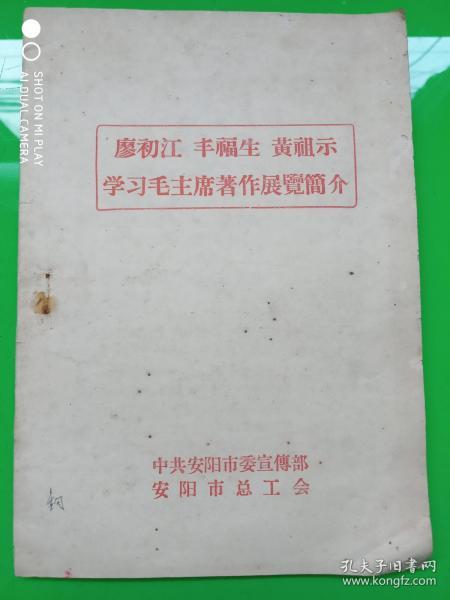 SHOT ON MI PLAY
AI DUAL CAMERA
廖初江 丰福生 黄祖示
学习毛主席著作展覽簡介
中共安阳市委宣傳部
安阳市总工会
孔夫子旧书网
www.kongfz.com